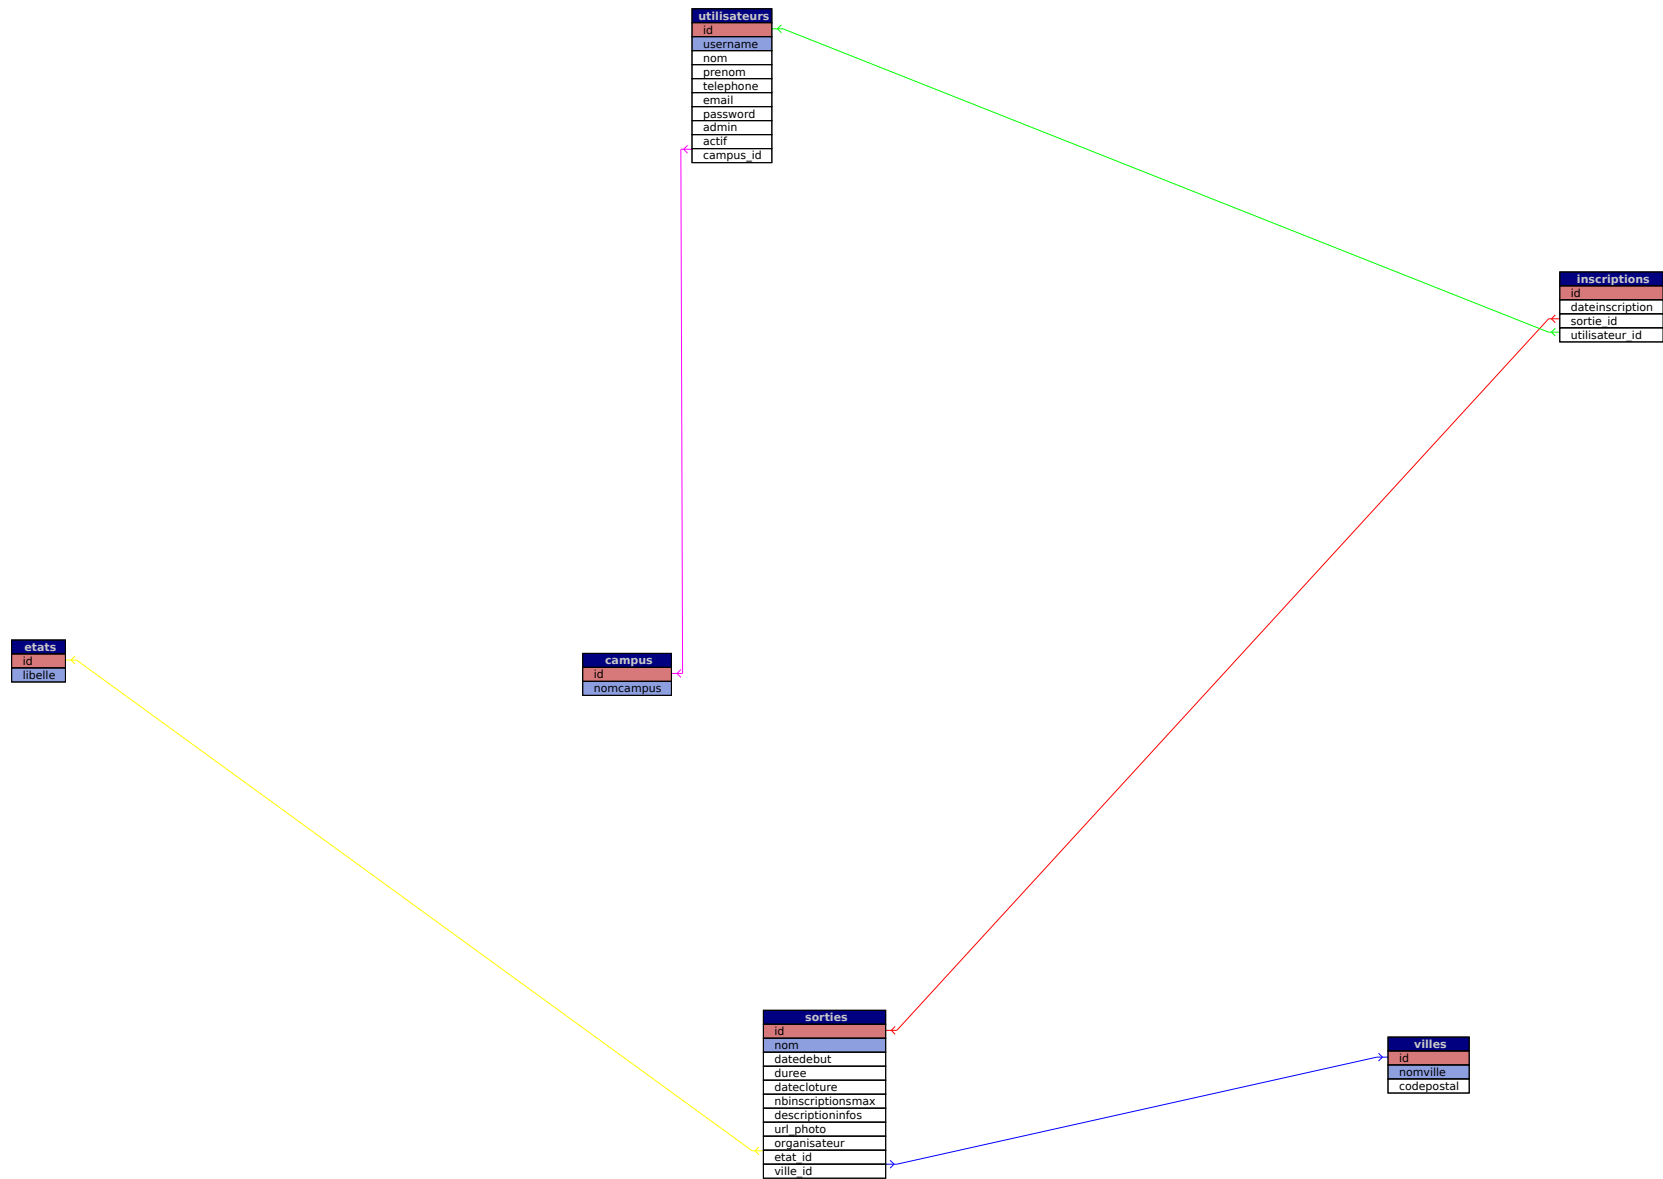 utilisateurs
id
username
nom
prenom
telephone
email
password
admin
actif
campus_id
inscriptions
id
dateinscription
sortie_id
utilisateur_id
etats
id
libelle
campus
id
nomcampus
sorties
id
nom
datedebut
duree
datecloture
nbinscriptionsmax
descriptioninfos
url_photo
organisateur
etat_id
ville_id
villes
id
nomville
codepostal